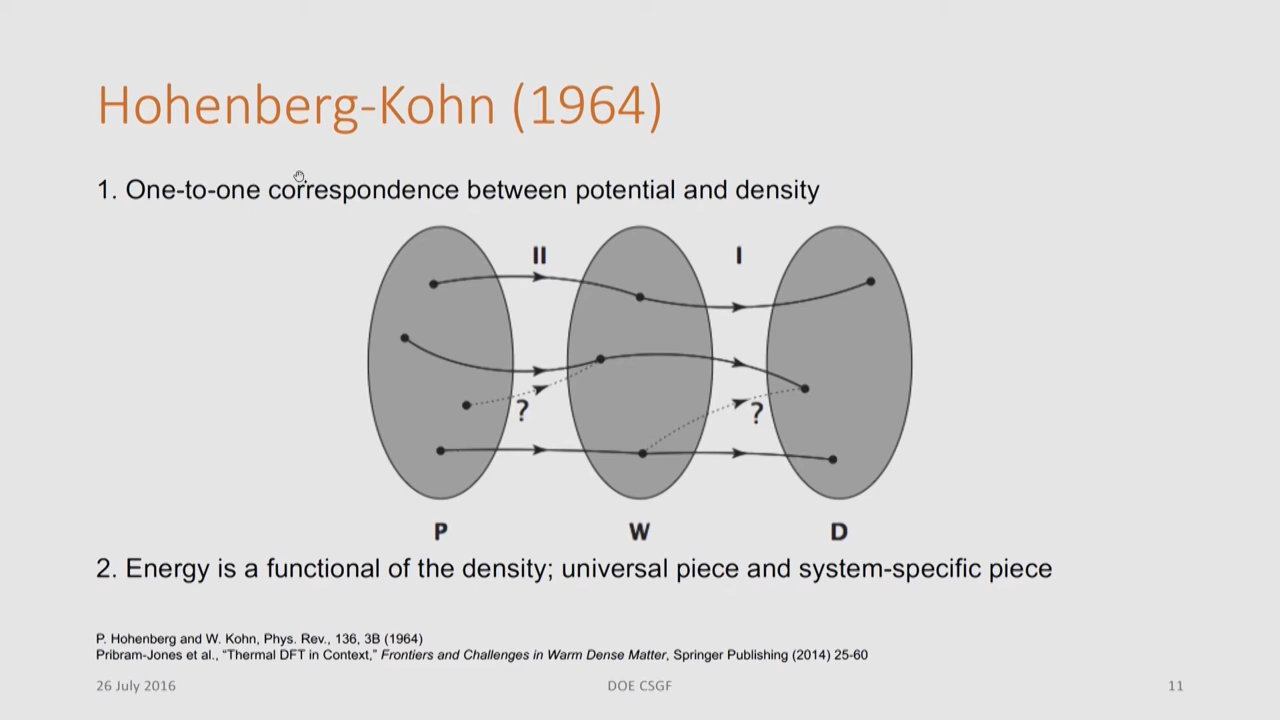 Hohenberg-Kohn (1964)
1. One-to-one correspondence between potential and density
II
I
?
?
P
W
D
2. Energy is a functional of the density; universal piece and system-specific piece
P. Hohenberg and W. Kohn, Phys. Rev., 136, 3B (1964)
Pribram-Jones et al., “Thermal DFT in Context,” Frontiers and Challenges in Warm Dense Matter, Springer Publishing (2014) 25-60
26 July 2016
DOE CSGF
11